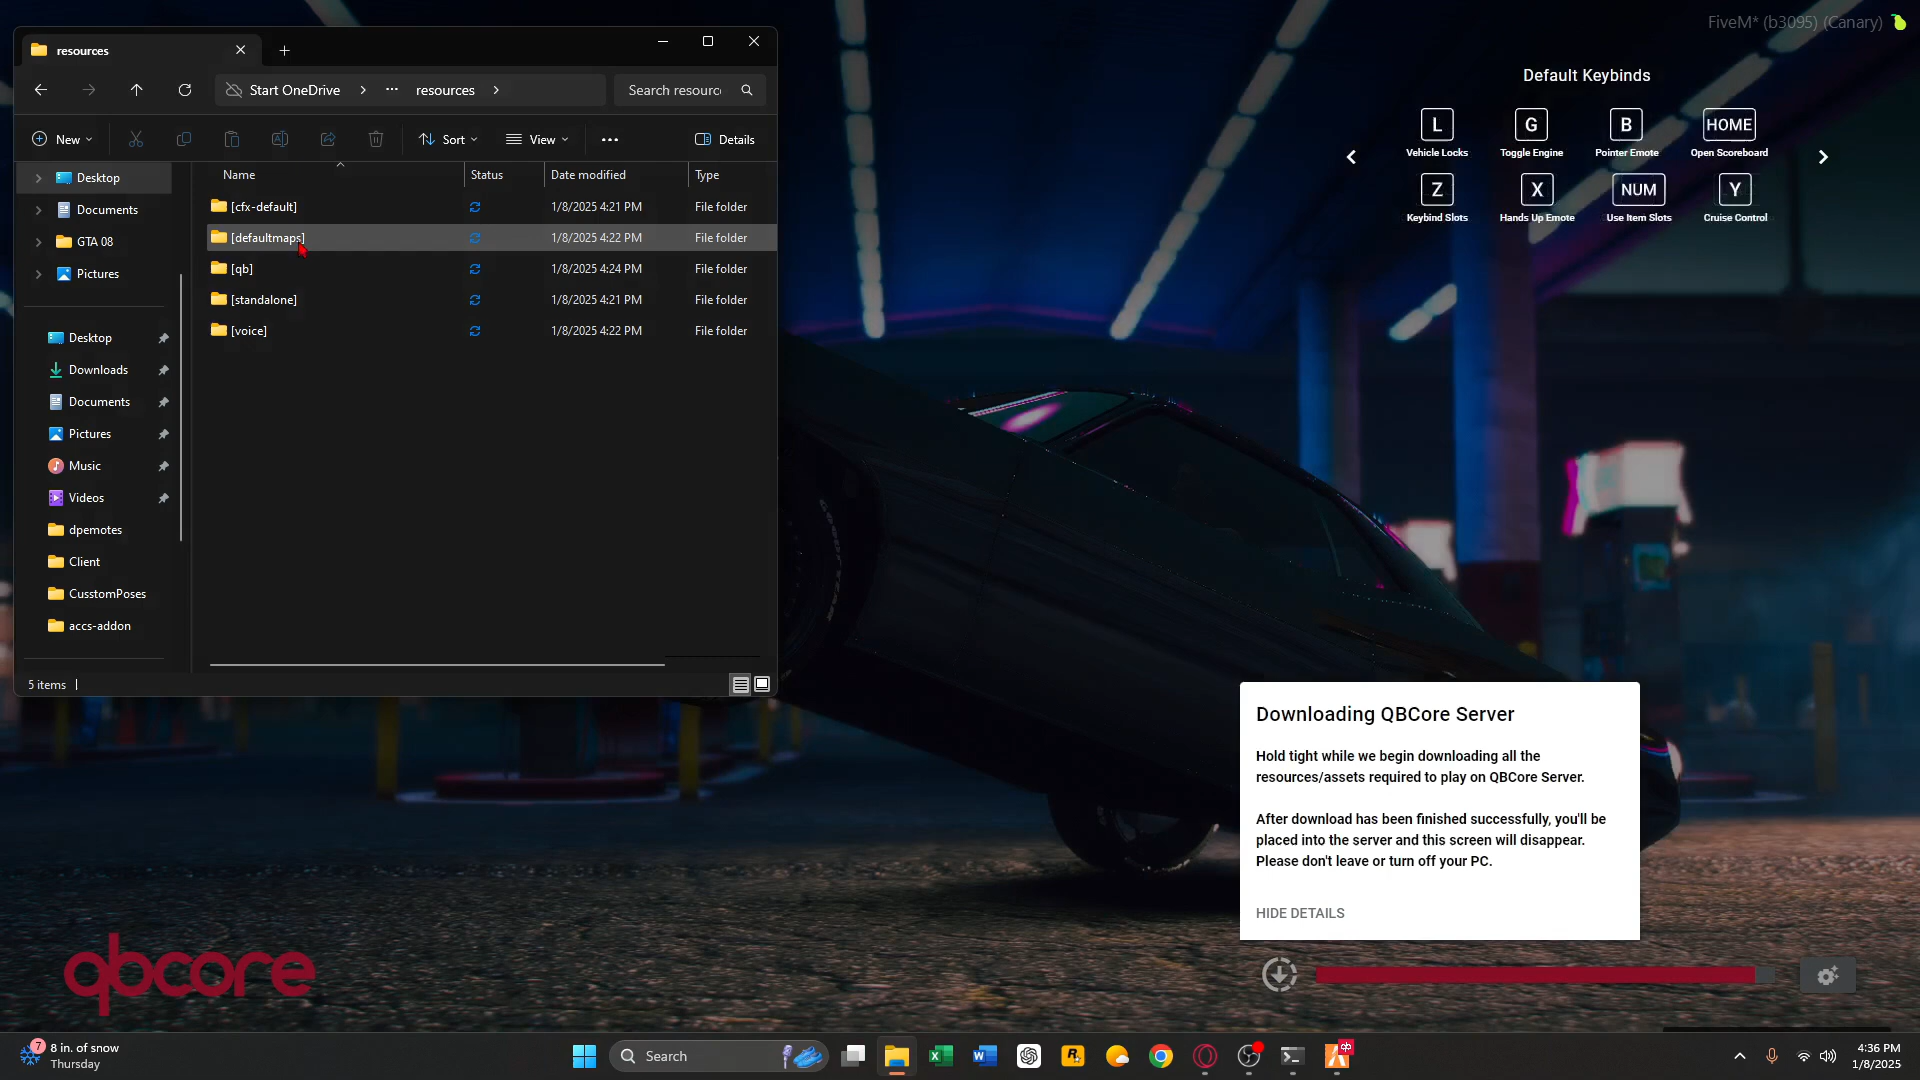 FiveM* (b3095) (Canary)
resources
Start OneDrive
resources
Search resourc
New
Sort
View
Details
Name
Status
Date modified
Type
Desktop
Documents
GTA 08
Pictures
[cfx-default]
1/8/2025 4:21 PM
File folder
[defaultmaps]
1/8/2025 4:22 PM
File folder
[qb]
1/8/2025 4:24 PM
File folder
[standalone]
1/8/2025 4:21 PM
File folder
[voice]
1/8/2025 4:22 PM
File folder
Desktop
Downloads
Documents
Pictures
Music
Videos
dpemotes
Client
CusstomPoses
accs-addon
5 items
Default Keybinds
L
G
B
HOME
Vehicle Locks
Toggle Engine
Pointer Emote
Open Scoreboard
Z
X
NUM
Y
Keybind Slots
Hands Up Emote
Use Item Slots
Cruise Control
Downloading QBCore Server
Hold tight while we begin downloading all the
resources/assets required to play on QBCore Server.
After download has been finished successfully, you'll be
placed into the server and this screen will disappear.
Please don't leave or turn off your PC.
HIDE DETAILS
qbcore
7
8 in. of snow
Thursday
Search
4:36 PM
1/8/2025